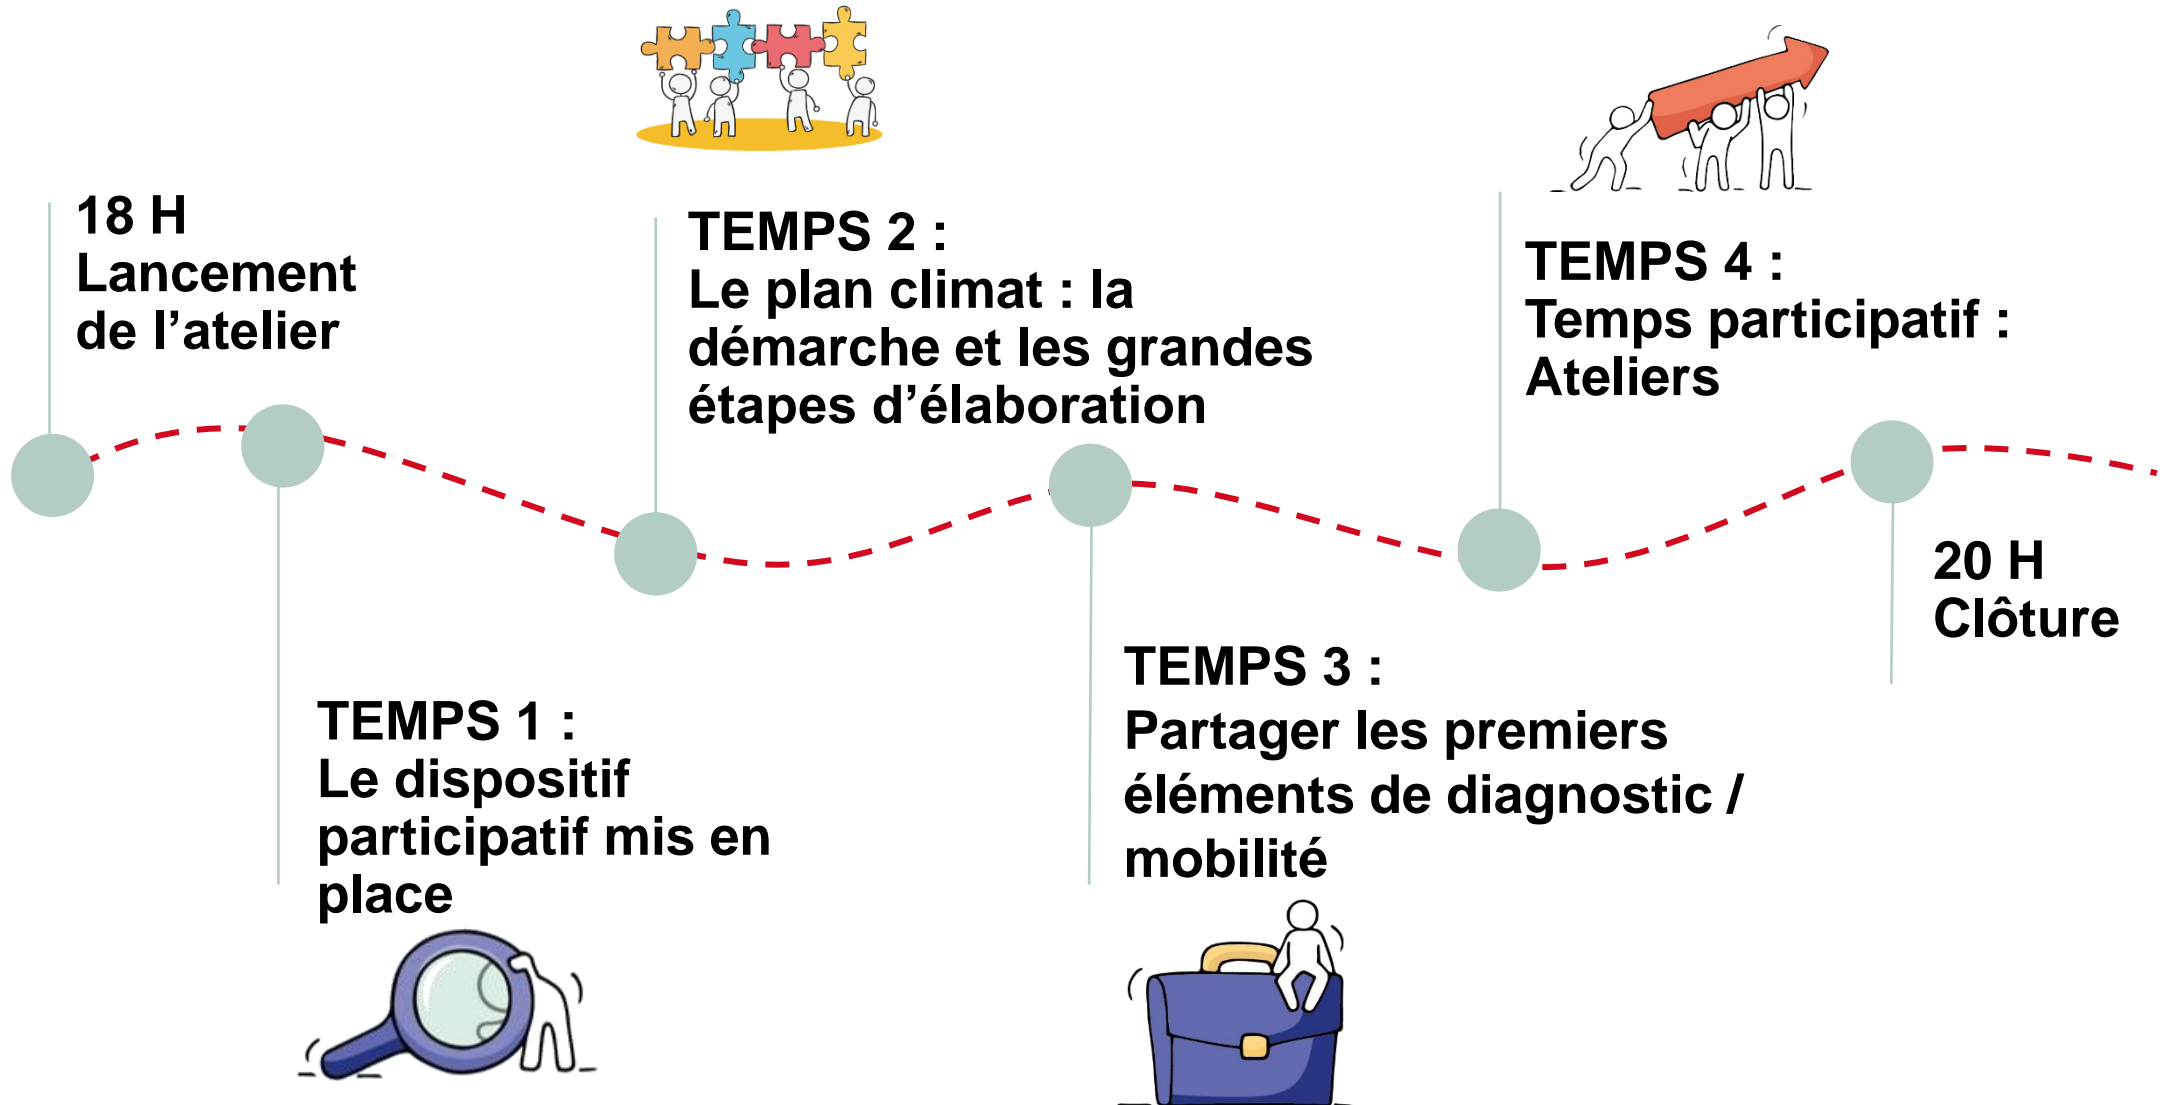 18 H
Lancement
de l’atelier
TEMPS 1 :
Le dispositif
participatif mis en
place
TEMPS 2 :
Le plan climat : la
démarche et les grandes
étapes d’élaboration
TEMPS 3 :
Partager les premiers
éléments de diagnostic /
mobilité
TEMPS 4 :
Temps participatif :
Ateliers
20 H
Clôture